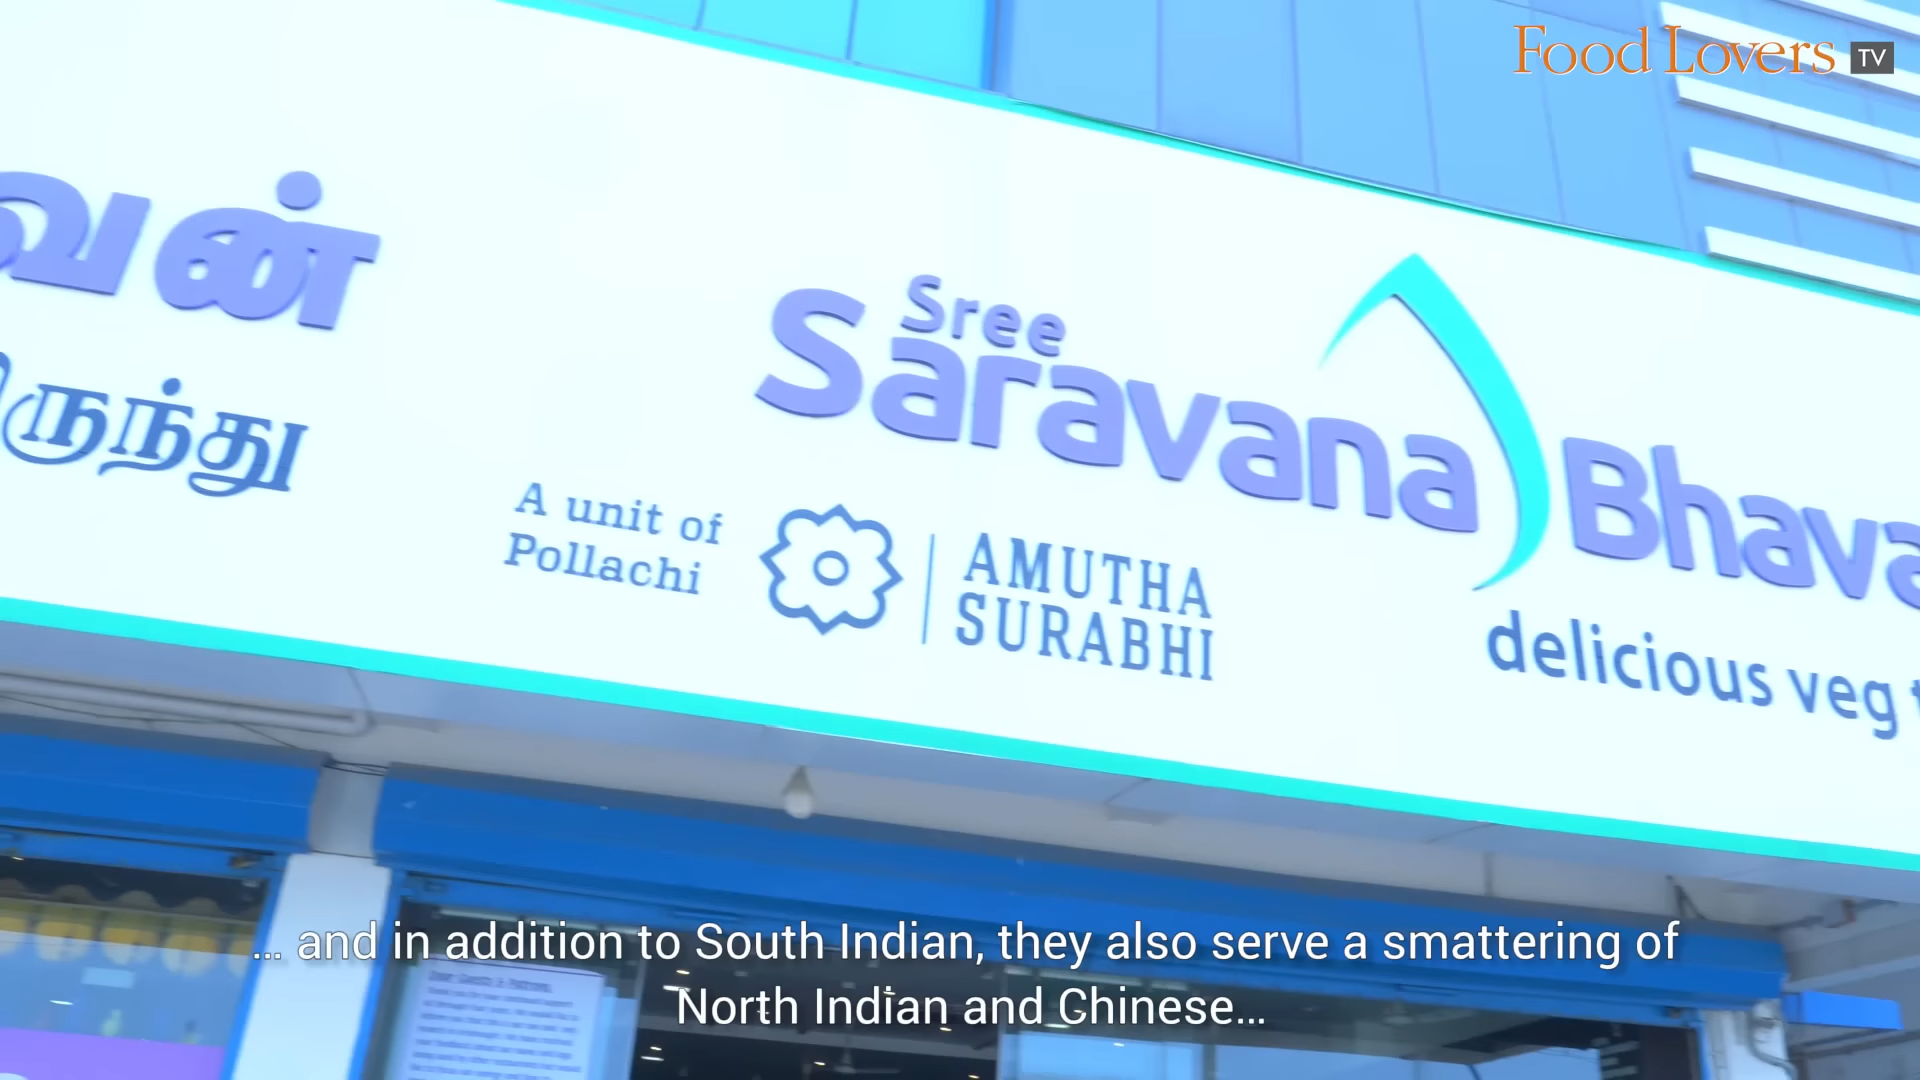 Food Lovers TV
வன்
ருந்து
Sree
Saravana Bhava
A unit of
Pollachi
AMUTHA
SURABHI
delicious veg
… and in addition to South Indian, they also serve a smattering of
North Indian and Chinese…